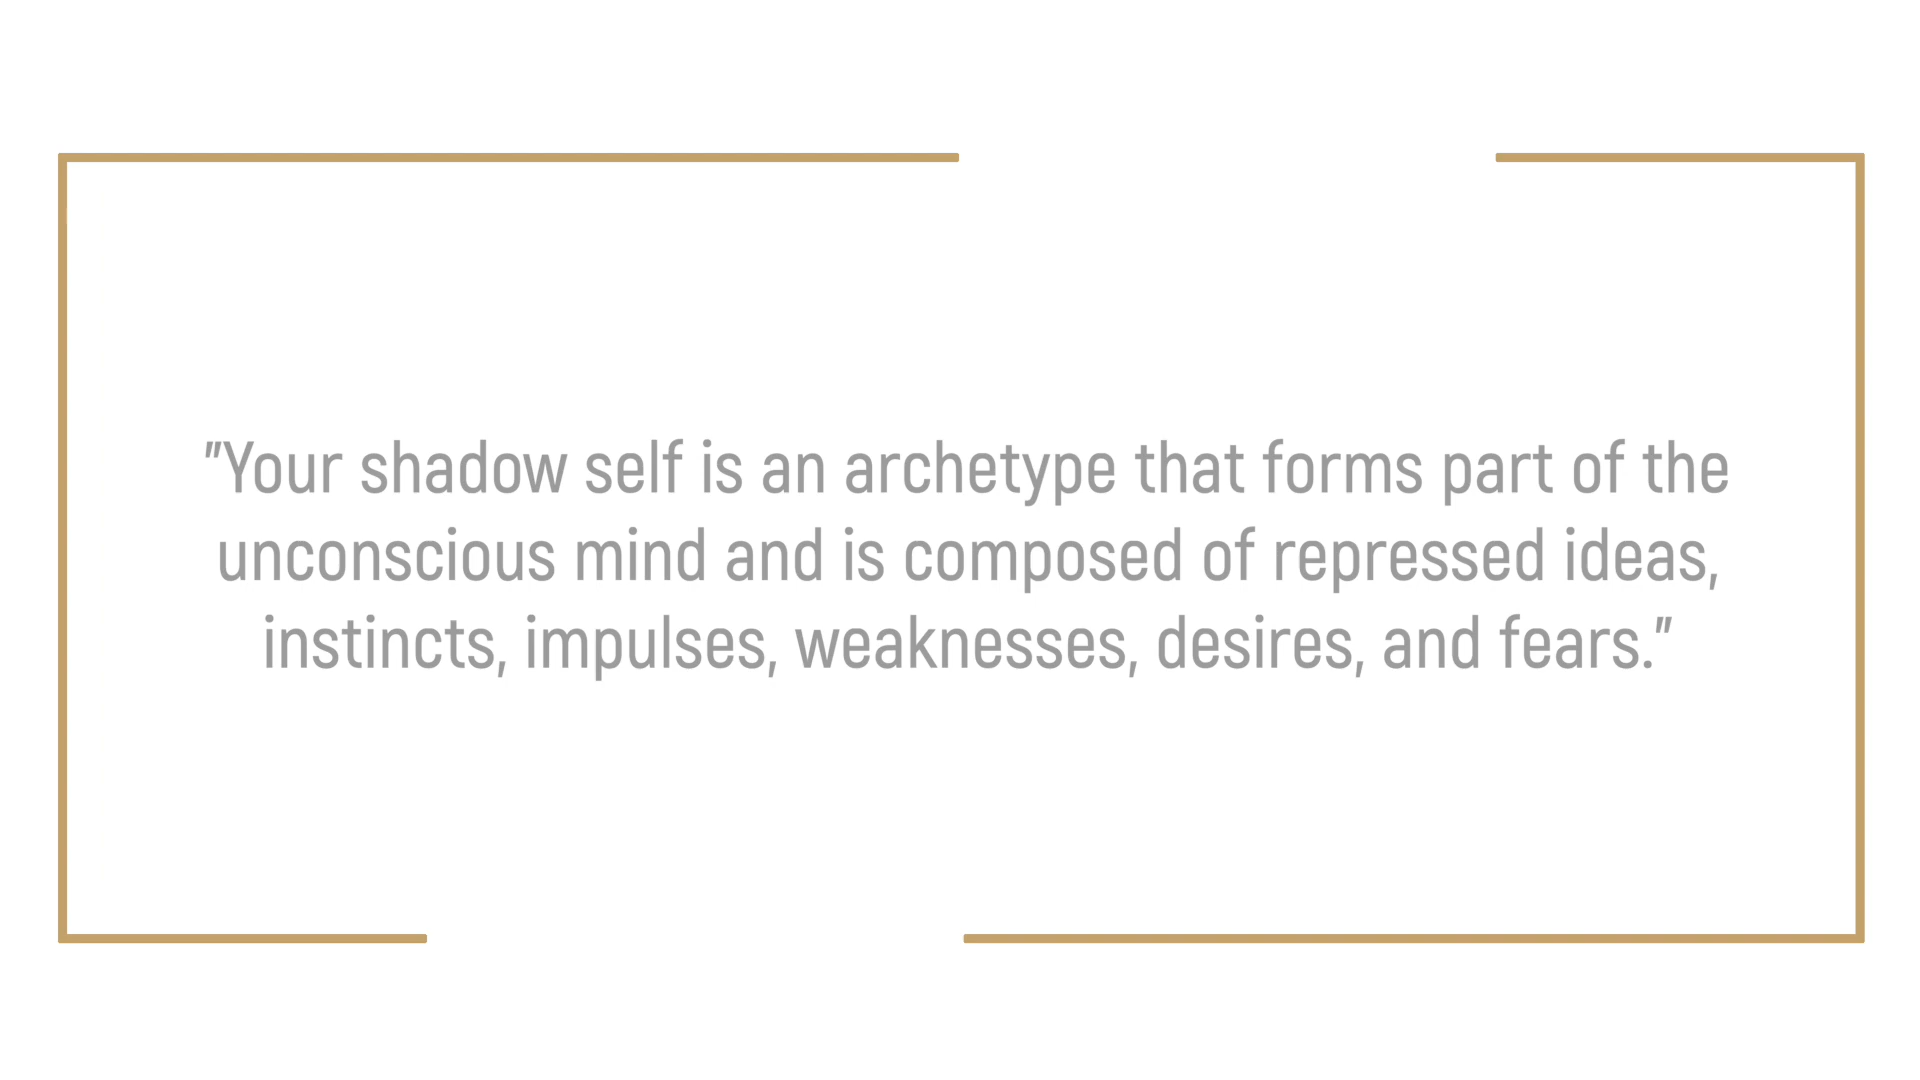 "Your shadow self is an archetype that forms part of the
unconscious mind and is composed of repressed ideas,
instincts, impulses, weaknesses, desires, and fears."